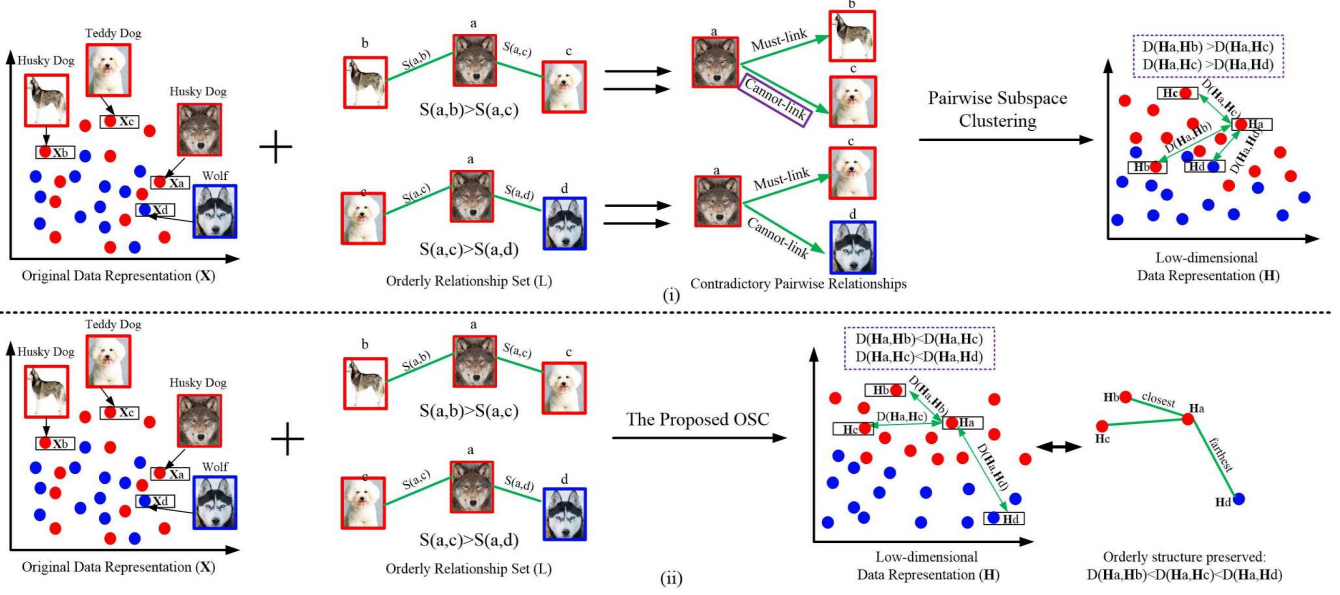 Teddy Dog
Husky Dog
Husky Dog
Xc
Xb
Xa
Wolf
Xd
Original Data Representation (X)
a
b
c
S(a,b)
S(a,c)
S(a,b)>S(a,c)
a
c
d
S(a,c)
S(a,d)
S(a,c)>S(a,d)
Orderly Relationship Set (L)
b
a
Must-link
c
Cannot-link
c
a
Must-link
d
Cannot-link
Contradictory Pairwise Relationships
Pairwise Subspace
Clustering
D(Ha,Hb) >D(Ha,Hc)
D(Ha,Hc) >D(Ha,Hd)
Hc
D(Ha,Hc)
Ha
D(Ha,Hb)
D(Ha,Hd)
Hb
Hd
Low-dimensional
Data Representation (H)
(i)
Teddy Dog
Husky Dog
Husky Dog
Xc
Xb
Xa
Wolf
Xd
Original Data Representation (X)
a
b
c
S(a,b)
S(a,c)
S(a,b)>S(a,c)
a
c
d
S(a,c)
S(a,d)
S(a,c)>S(a,d)
Orderly Relationship Set (L)
The Proposed OSC
D(Ha,Hb)<D(Ha,Hc)
D(Ha,Hc)<D(Ha,Hd)
Hb
D(Ha,Hb)
D(Ha,Hc)
Hc
Ha
D(Ha,Hd)
Hd
Low-dimensional
Data Representation (H)
Hb
closest
Ha
Hc
farthest
Hd
Orderly structure preserved:
D(Ha,Hb)<D(Ha,Hc)<D(Ha,Hd)
(ii)